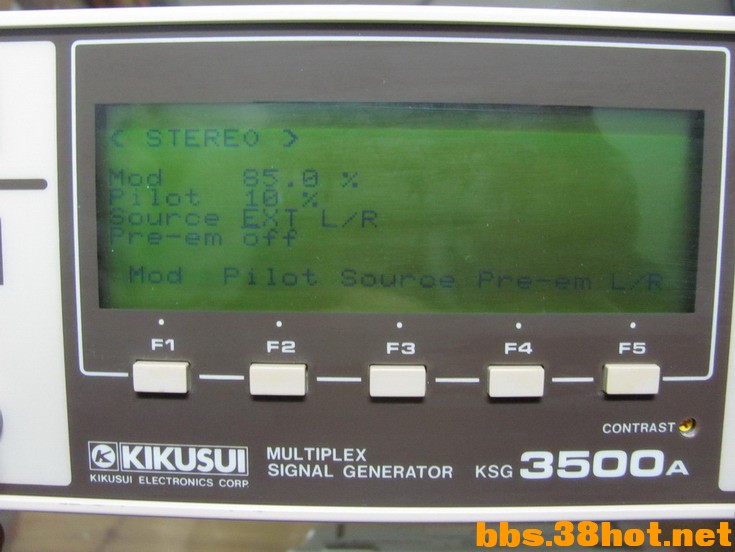 < STEREO >
Mod 85.0 %
Pilot 10 %
Source EXT L/R
Pre-em off
Mod Pilot Source Pre-em L/R
F1 F2 F3 F4 F5
CONTRAST
KIKUSUI
KIKUSUI ELECTRONICS CORP.
MULTIPLEX
SIGNAL GENERATOR KSG 3500A
bbs.38hot.net